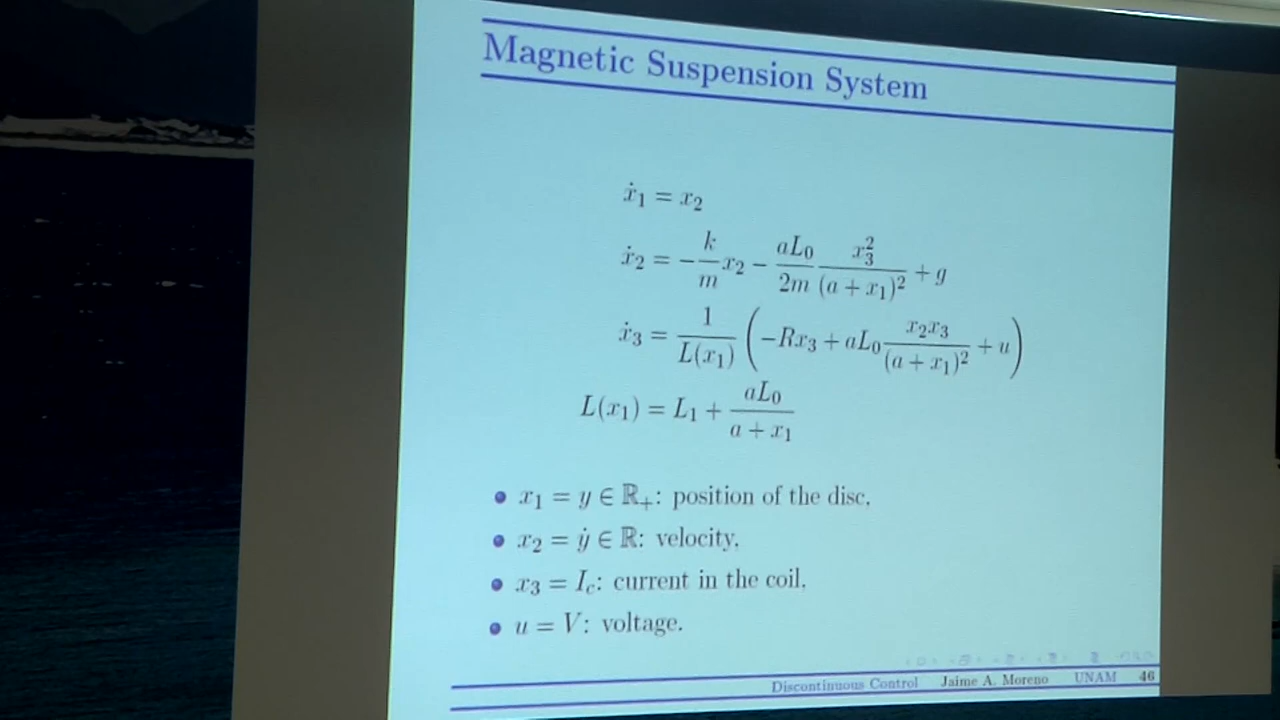 Magnetic Suspension System
ẋ₁ = x₂
ẋ₂ = −(k/m)x₂ − (aL₀/2m) (x₃²/(a + x₁)²) + g
ẋ₃ = (1/L(x₁)) (−Rx₃ + aL₀ (x₂x₃/(a + x₁)²) + u)
L(x₁) = L₁ + aL₀/(a + x₁)
• x₁ = y ∈ ℝ₊: position of the disc,
• x₂ = ẏ ∈ ℝ: velocity,
• x₃ = I_c: current in the coil,
• u = V: voltage.
Discontinuous Control Jaime A. Moreno UNAM 46